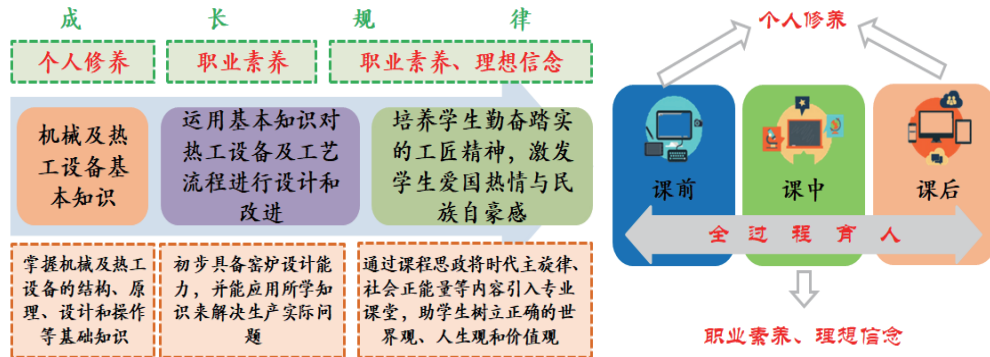 成 长 规 律
个人修养
职业素养
职业素养、理想信念
机械及热
工设备基
本知识
运用基本知识对
热工设备及工艺
流程进行设计和
改进
培养学生勤奋踏实
的工匠精神，激发
学生爱国热情与民
族自豪感
掌握机械及热工
设备的结构、原
理、设计和操作
等基础知识
初步具备窑炉设计能
力，并能应用所学知
识来解决生产实际问
题
通过课程思政将时代主旋律、
社会正能量等内容引入专业
课堂，助学生树立正确的世
界观、人生观和价值观
个人修养
课前
课中
课后
全 过 程 育 人
职业素养、理想信念